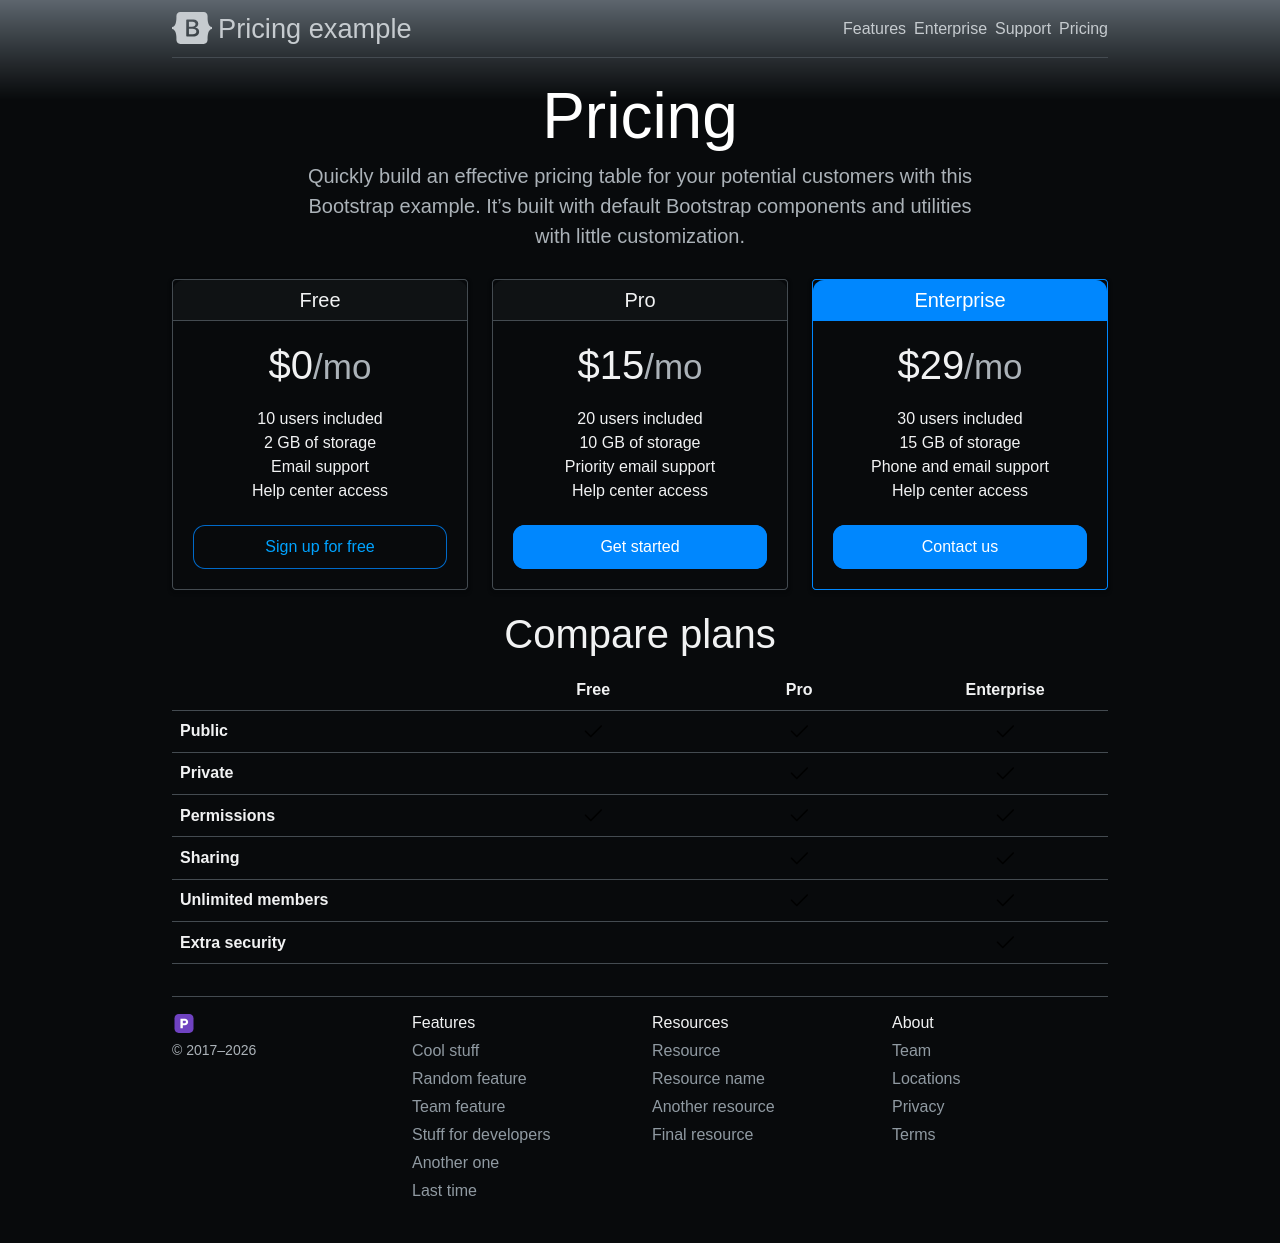 B Pricing example
Features Enterprise Support Pricing
Pricing
Quickly build an effective pricing table for your potential customers with this
Bootstrap example. It’s built with default Bootstrap components and utilities
with little customization.
Free
$0/mo
10 users included
2 GB of storage
Email support
Help center access
Sign up for free
Pro
$15/mo
20 users included
10 GB of storage
Priority email support
Help center access
Get started
Enterprise
$29/mo
30 users included
15 GB of storage
Phone and email support
Help center access
Contact us
Compare plans
Free Pro Enterprise
Public
Private
Permissions
Sharing
Unlimited members
Extra security
P
© 2017–2026
Features
Cool stuff
Random feature
Team feature
Stuff for developers
Another one
Last time
Resources
Resource
Resource name
Another resource
Final resource
About
Team
Locations
Privacy
Terms